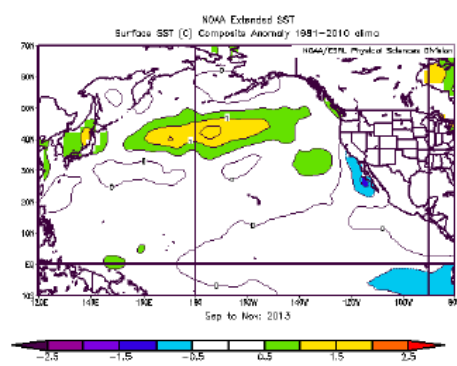 NOAA Extended SST
Surface SST (C) Composite Anomaly 1981-2010 climo
NOAA/ESRL Physical Sciences Division
70N
60N
50N
40N
30N
20N
10N
EQ
10S
120E 140E 160E 180 160W 140W 120W 100W
Sep to Nov: 2013
-2.5 -1.5 -0.5 0 0.5 1.5 2.5